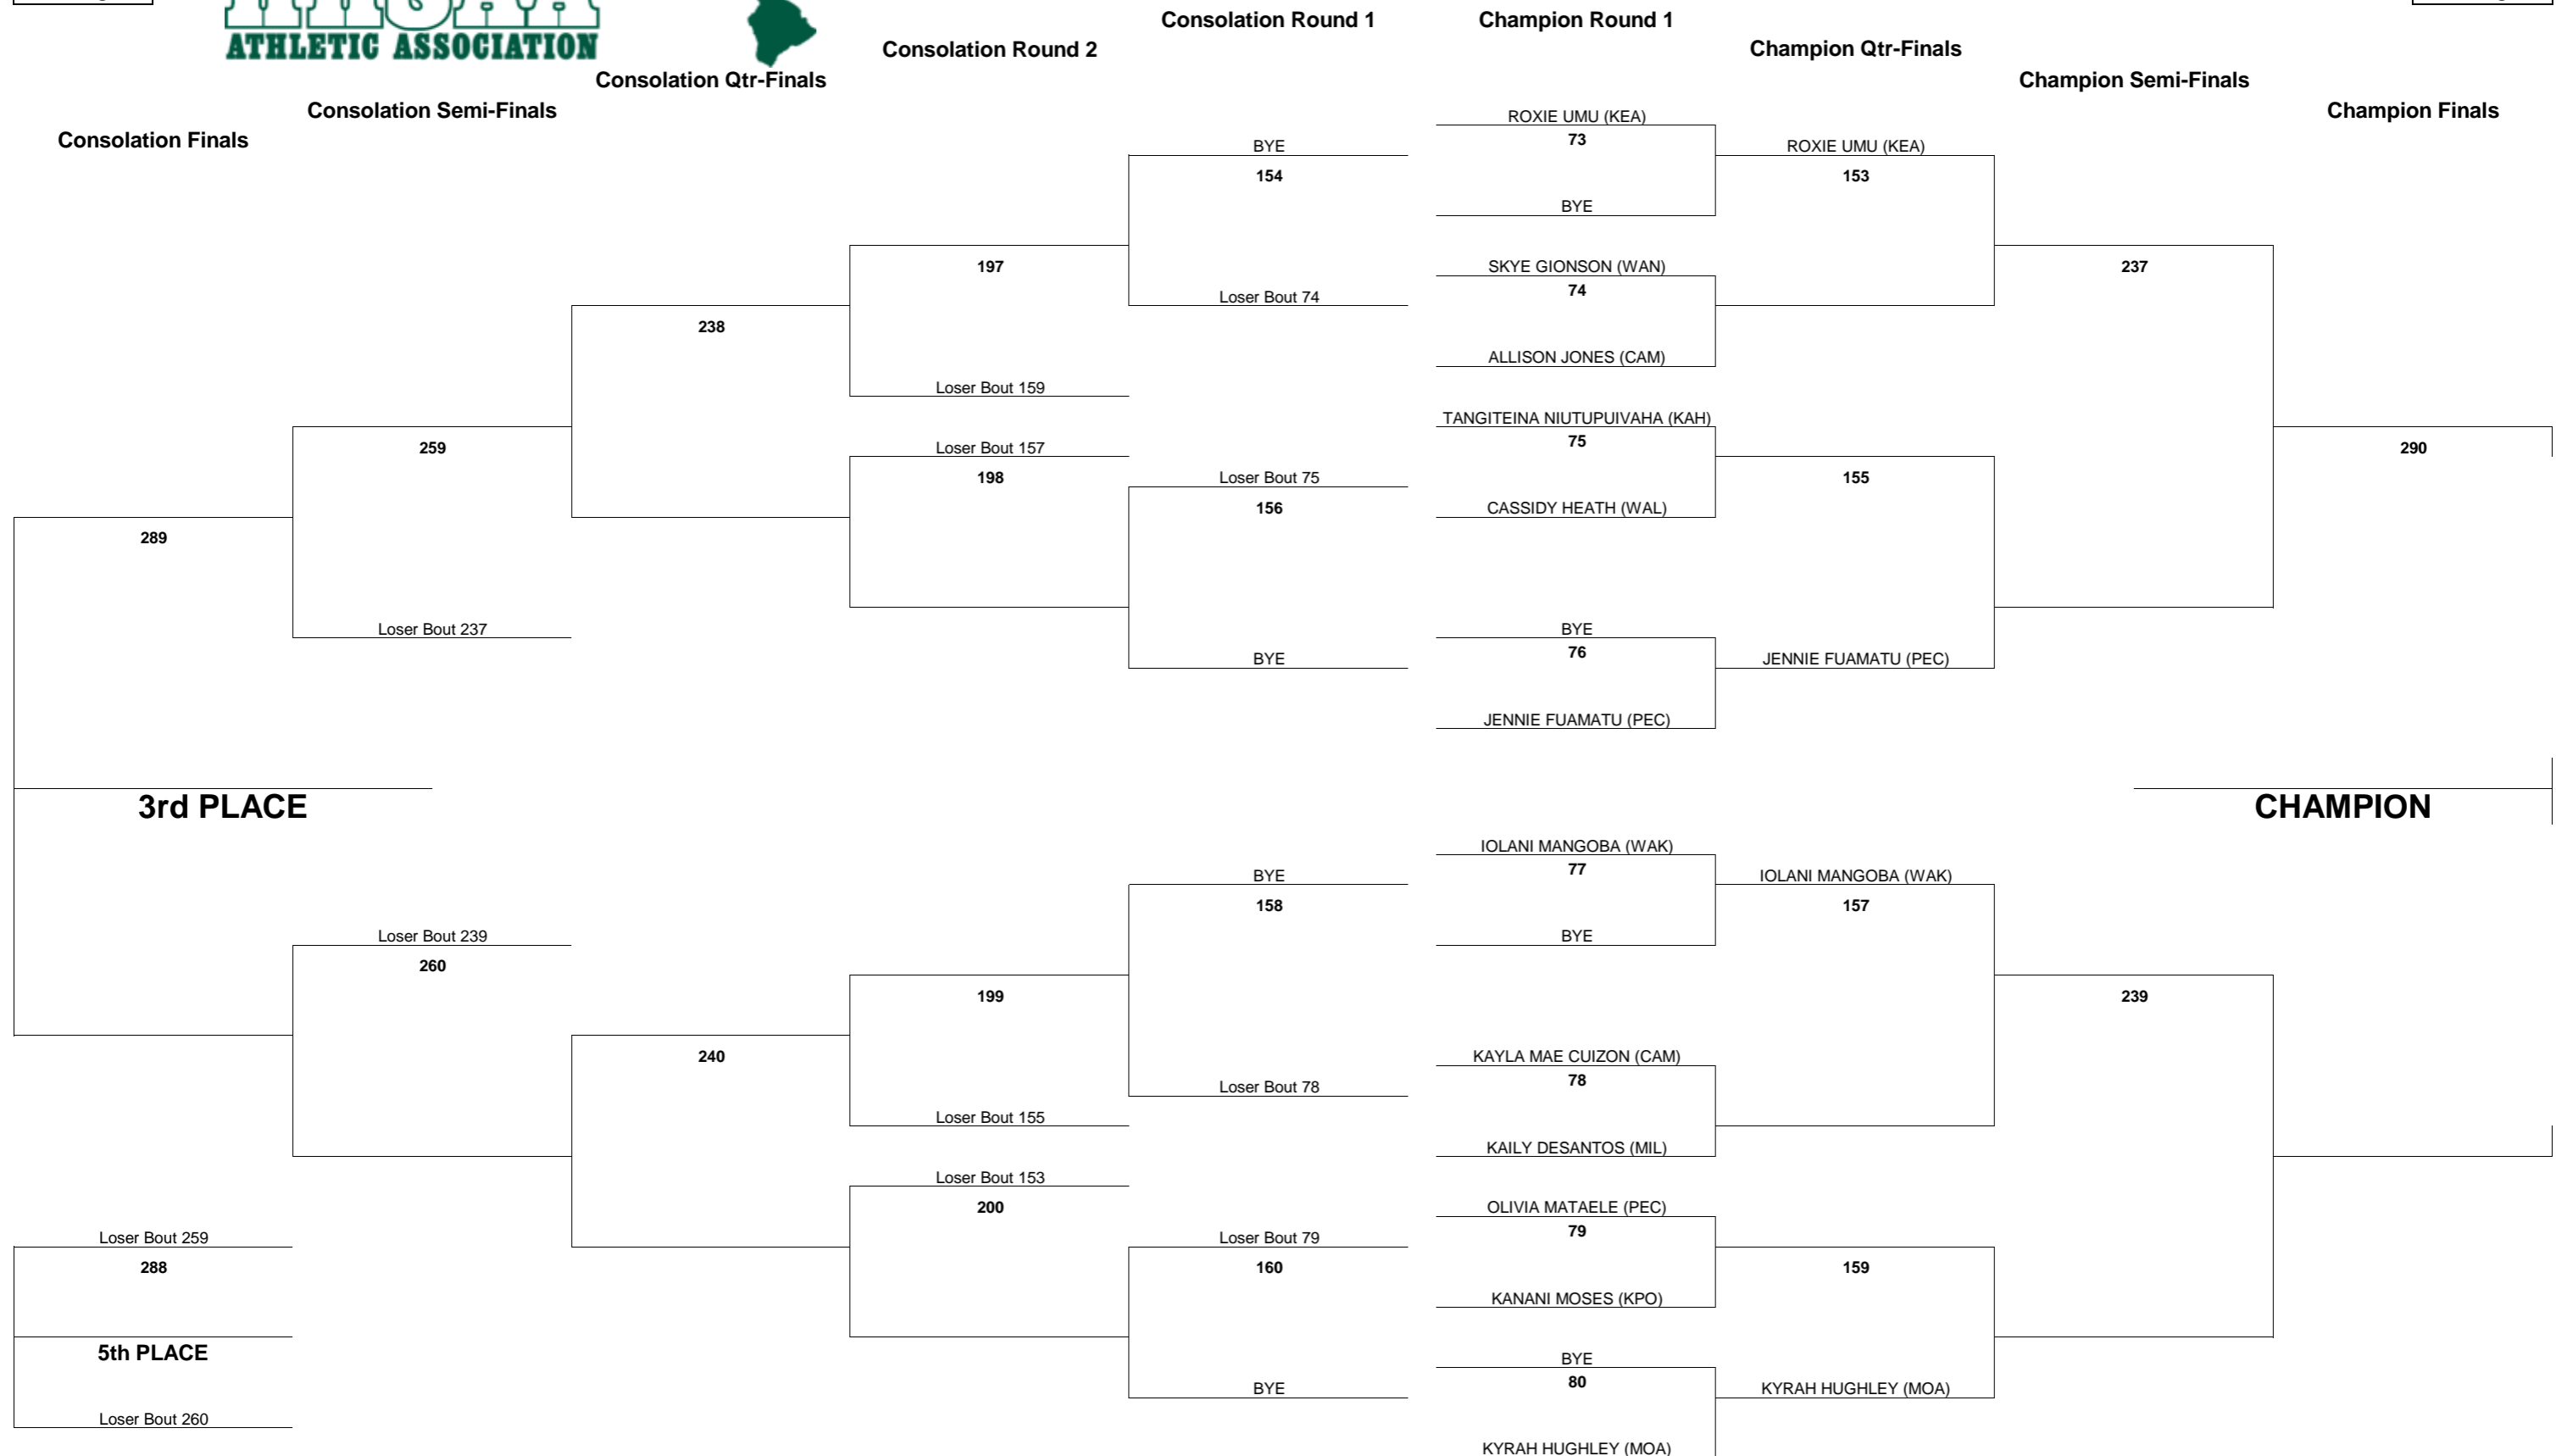 ATHLETIC ASSOCIATION
Consolation Round 1
Champion Round 1
Consolation Round 2
Champion Qtr-Finals
Consolation Qtr-Finals
Champion Semi-Finals
Consolation Semi-Finals
Champion Finals
Consolation Finals
ROXIE UMU (KEA)
73
BYE
ROXIE UMU (KEA)
154
153
BYE
197
SKYE GIONSON (WAN)
237
74
Loser Bout 74
238
ALLISON JONES (CAM)
Loser Bout 159
TANGITEINA NIUTUPUIVAHA (KAH)
75
259
Loser Bout 157
290
198
Loser Bout 75
155
156
CASSIDY HEATH (WAL)
289
Loser Bout 237
BYE
76
BYE
JENNIE FUAMATU (PEC)
JENNIE FUAMATU (PEC)
3rd PLACE
CHAMPION
IOLANI MANGOBA (WAK)
77
BYE
IOLANI MANGOBA (WAK)
158
157
Loser Bout 239
BYE
260
199
239
240
KAYLA MAE CUIZON (CAM)
78
Loser Bout 78
Loser Bout 155
KAILY DESANTOS (MIL)
Loser Bout 153
200
OLIVIA MATAELE (PEC)
79
Loser Bout 259
Loser Bout 79
288
160
159
KANANI MOSES (KPO)
5th PLACE
BYE
80
BYE
KYRAH HUGHLEY (MOA)
Loser Bout 260
KYRAH HUGHLEY (MOA)